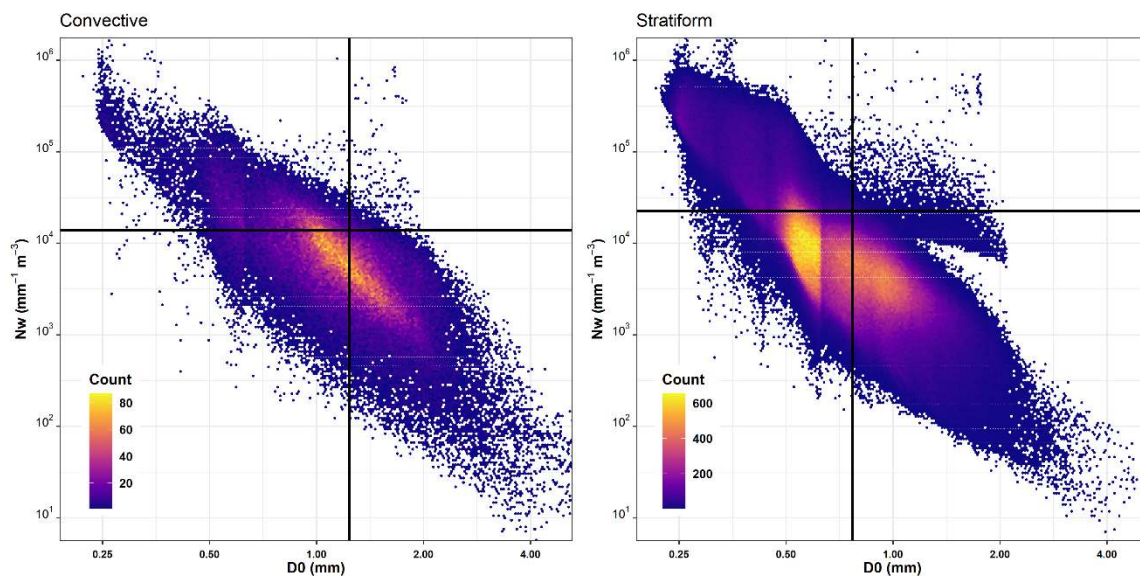 Convective
10⁶
10⁵
10⁴
10³
10²
10¹
Nw (mm⁻¹ m⁻³)
Count
80
60
40
20
0.25 0.50 1.00 2.00 4.00
D0 (mm)
Stratiform
10⁶
10⁵
10⁴
10³
10²
10¹
Nw (mm⁻¹ m⁻³)
Count
600
400
200
0.25 0.50 1.00 2.00 4.00
D0 (mm)